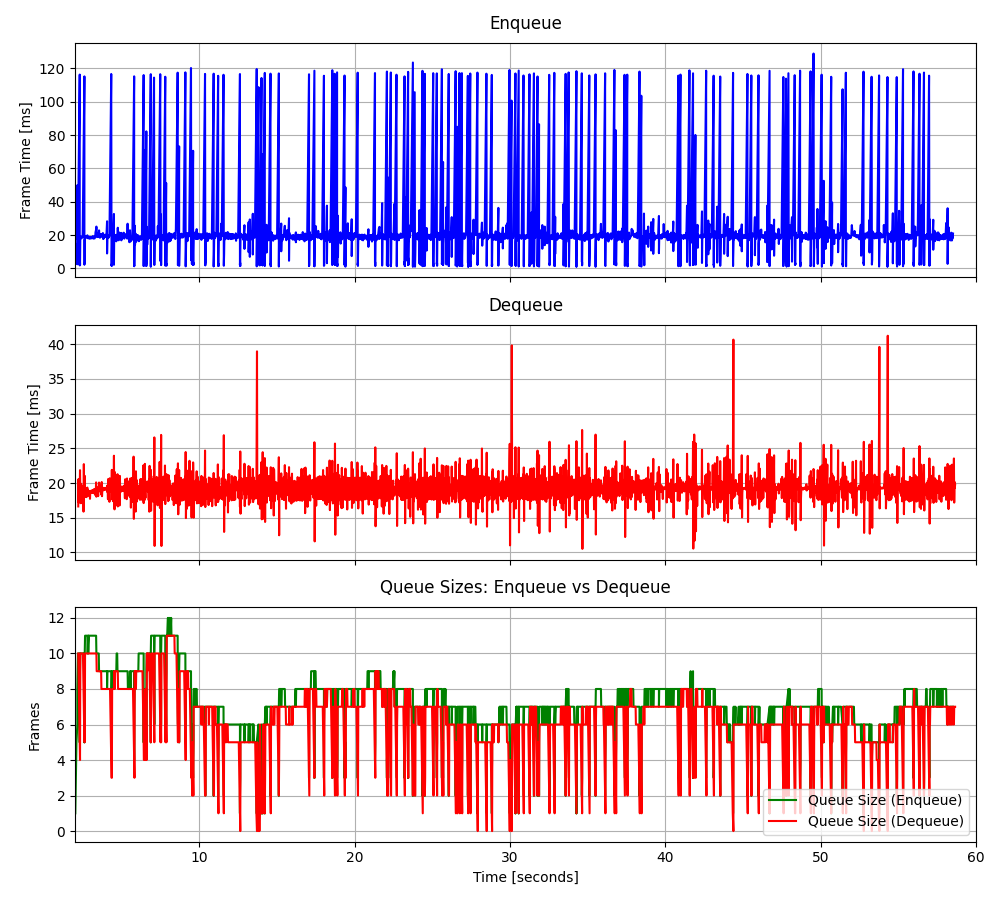 Enqueue
Frame Time [ms]
120
100
80
60
40
20
0
Dequeue
Frame Time [ms]
40
35
30
25
20
15
10
Queue Sizes: Enqueue vs Dequeue
Frames
12
10
8
6
4
2
0
Queue Size (Enqueue)
Queue Size (Dequeue)
10 20 30 40 50 60
Time [seconds]